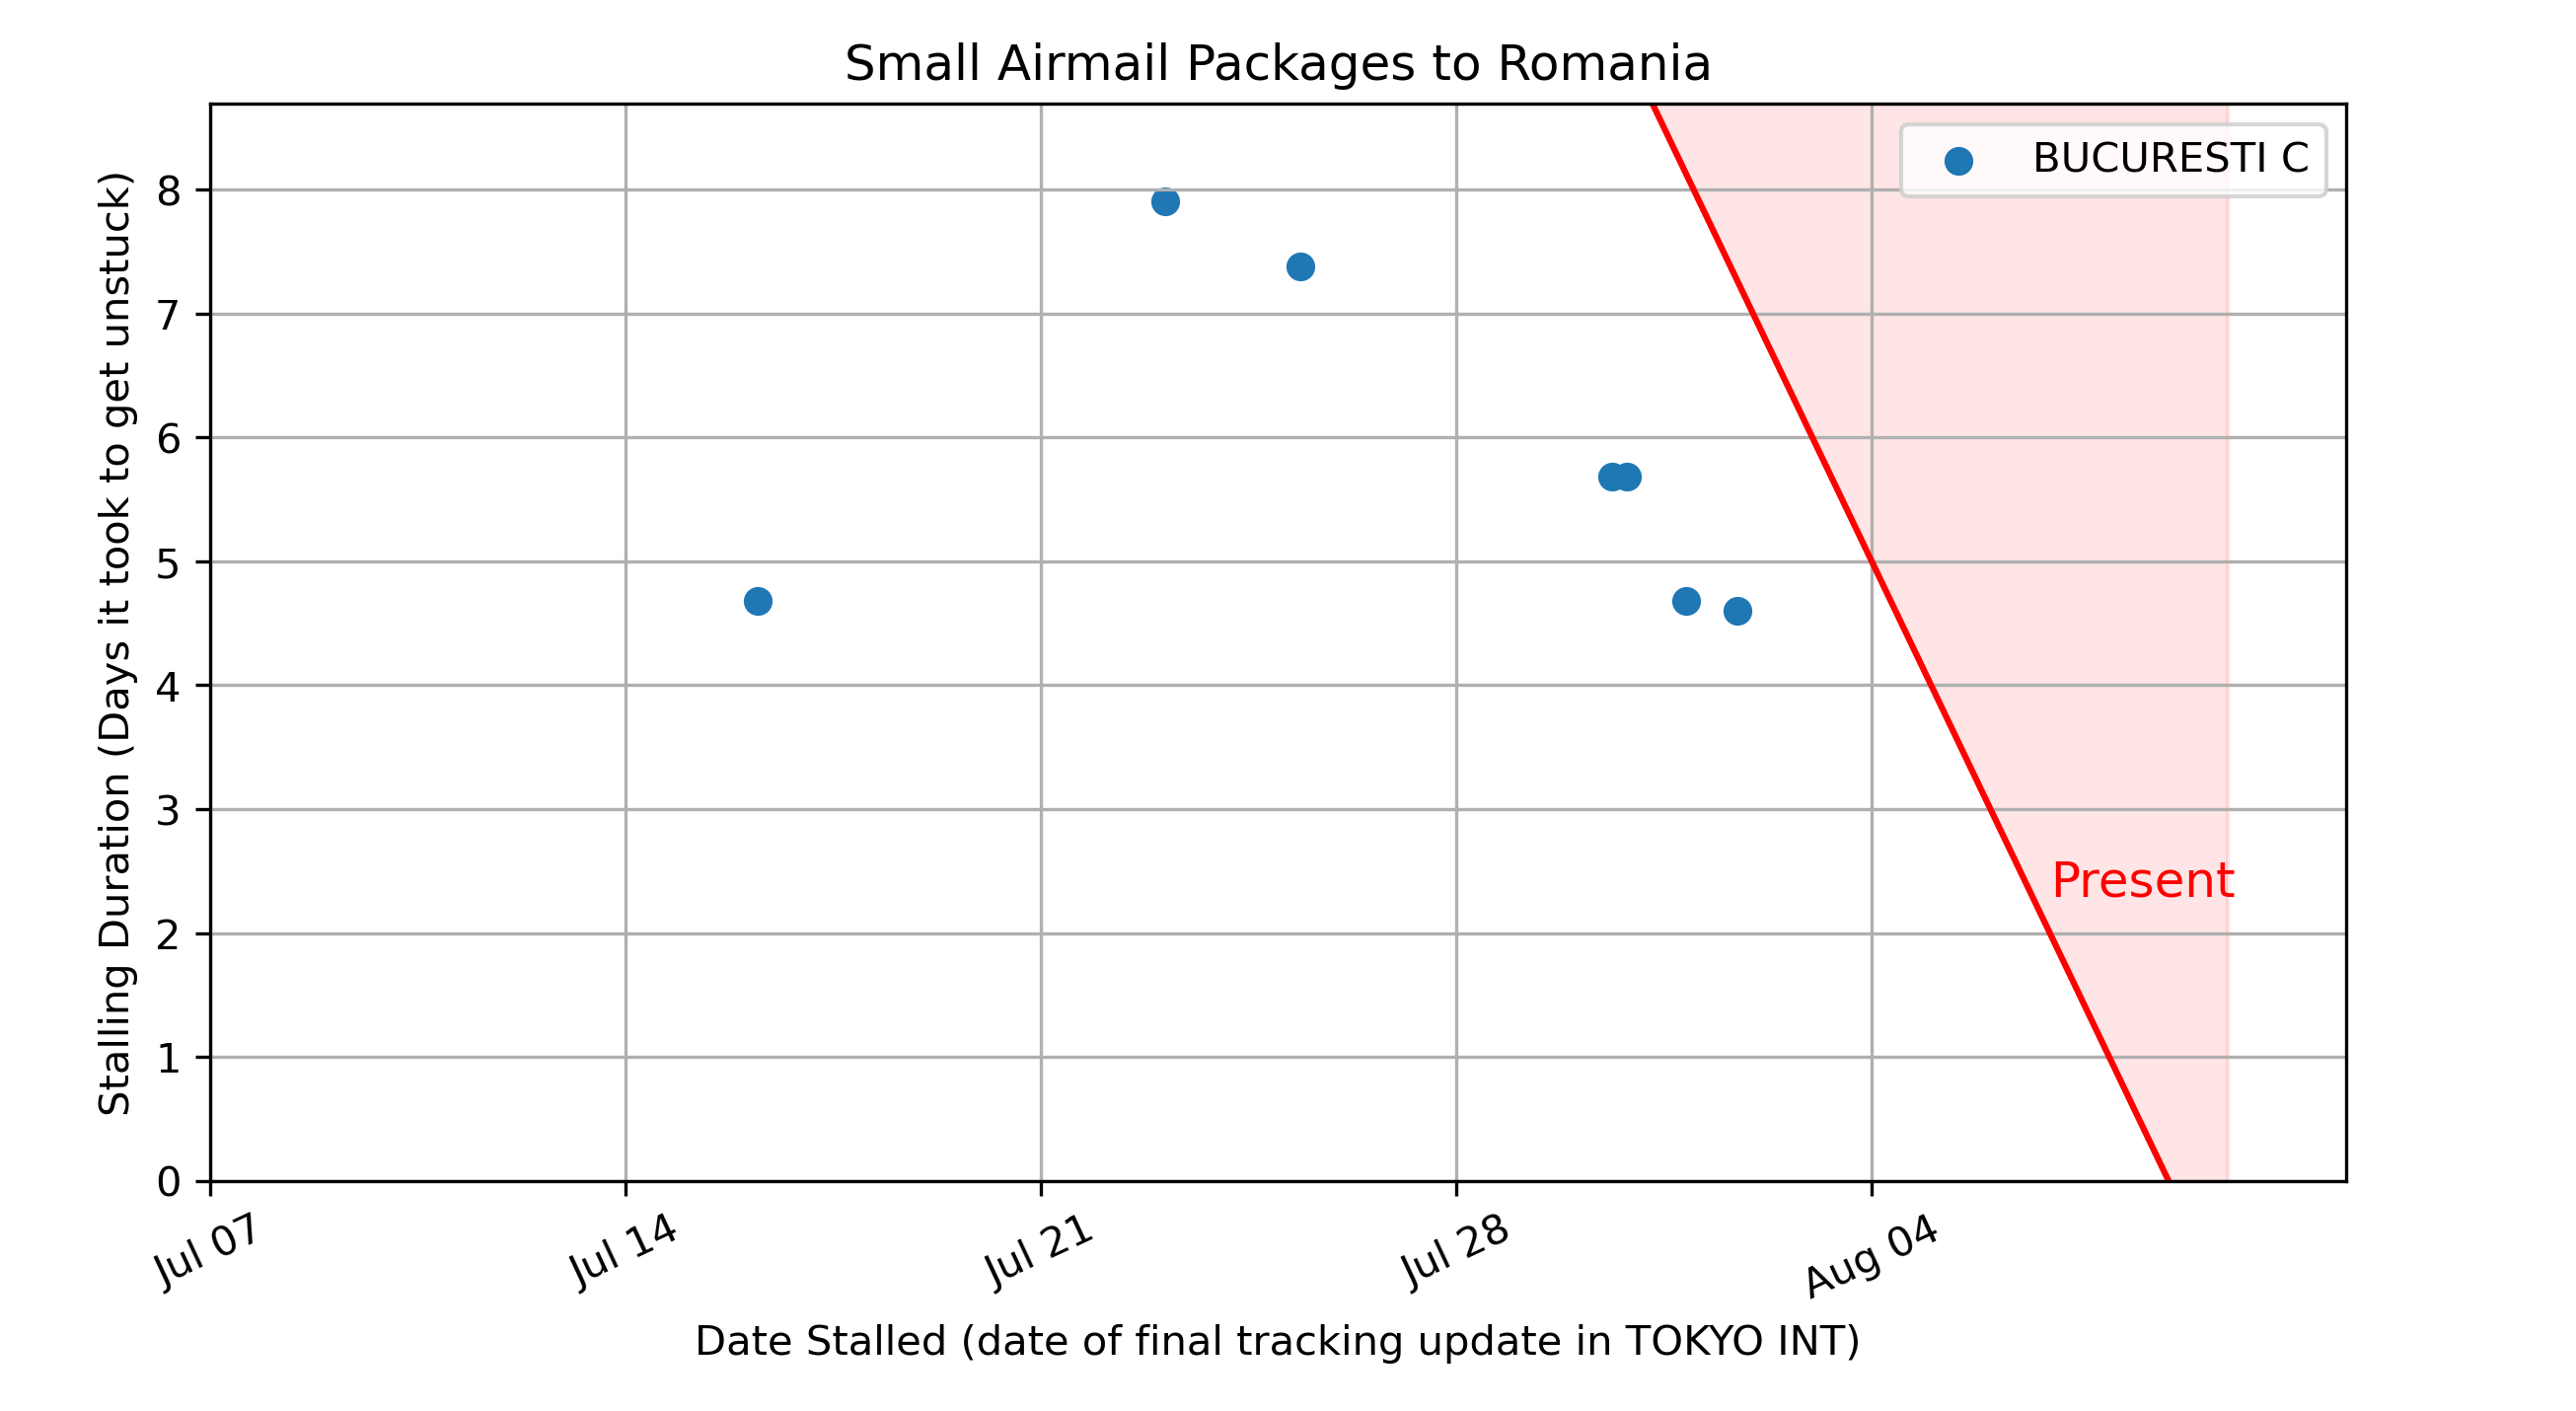 Small Airmail Packages to Romania
BUCURESTI C
Stalling Duration (Days it took to get unstuck)
8
7
6
5
4
3
2
1
0
Present
Jul 07
Jul 14
Jul 21
Jul 28
Aug 04
Date Stalled (date of final tracking update in TOKYO INT)